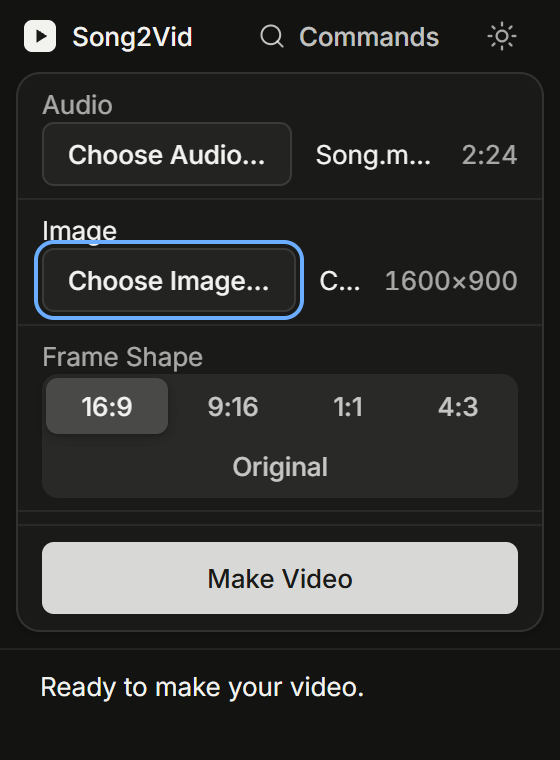 Song2Vid
Commands
Audio
Choose Audio...
Song.m...
2:24
Image
Choose Image...
C...
1600×900
Frame Shape
16:9
9:16
1:1
4:3
Original
Make Video
Ready to make your video.